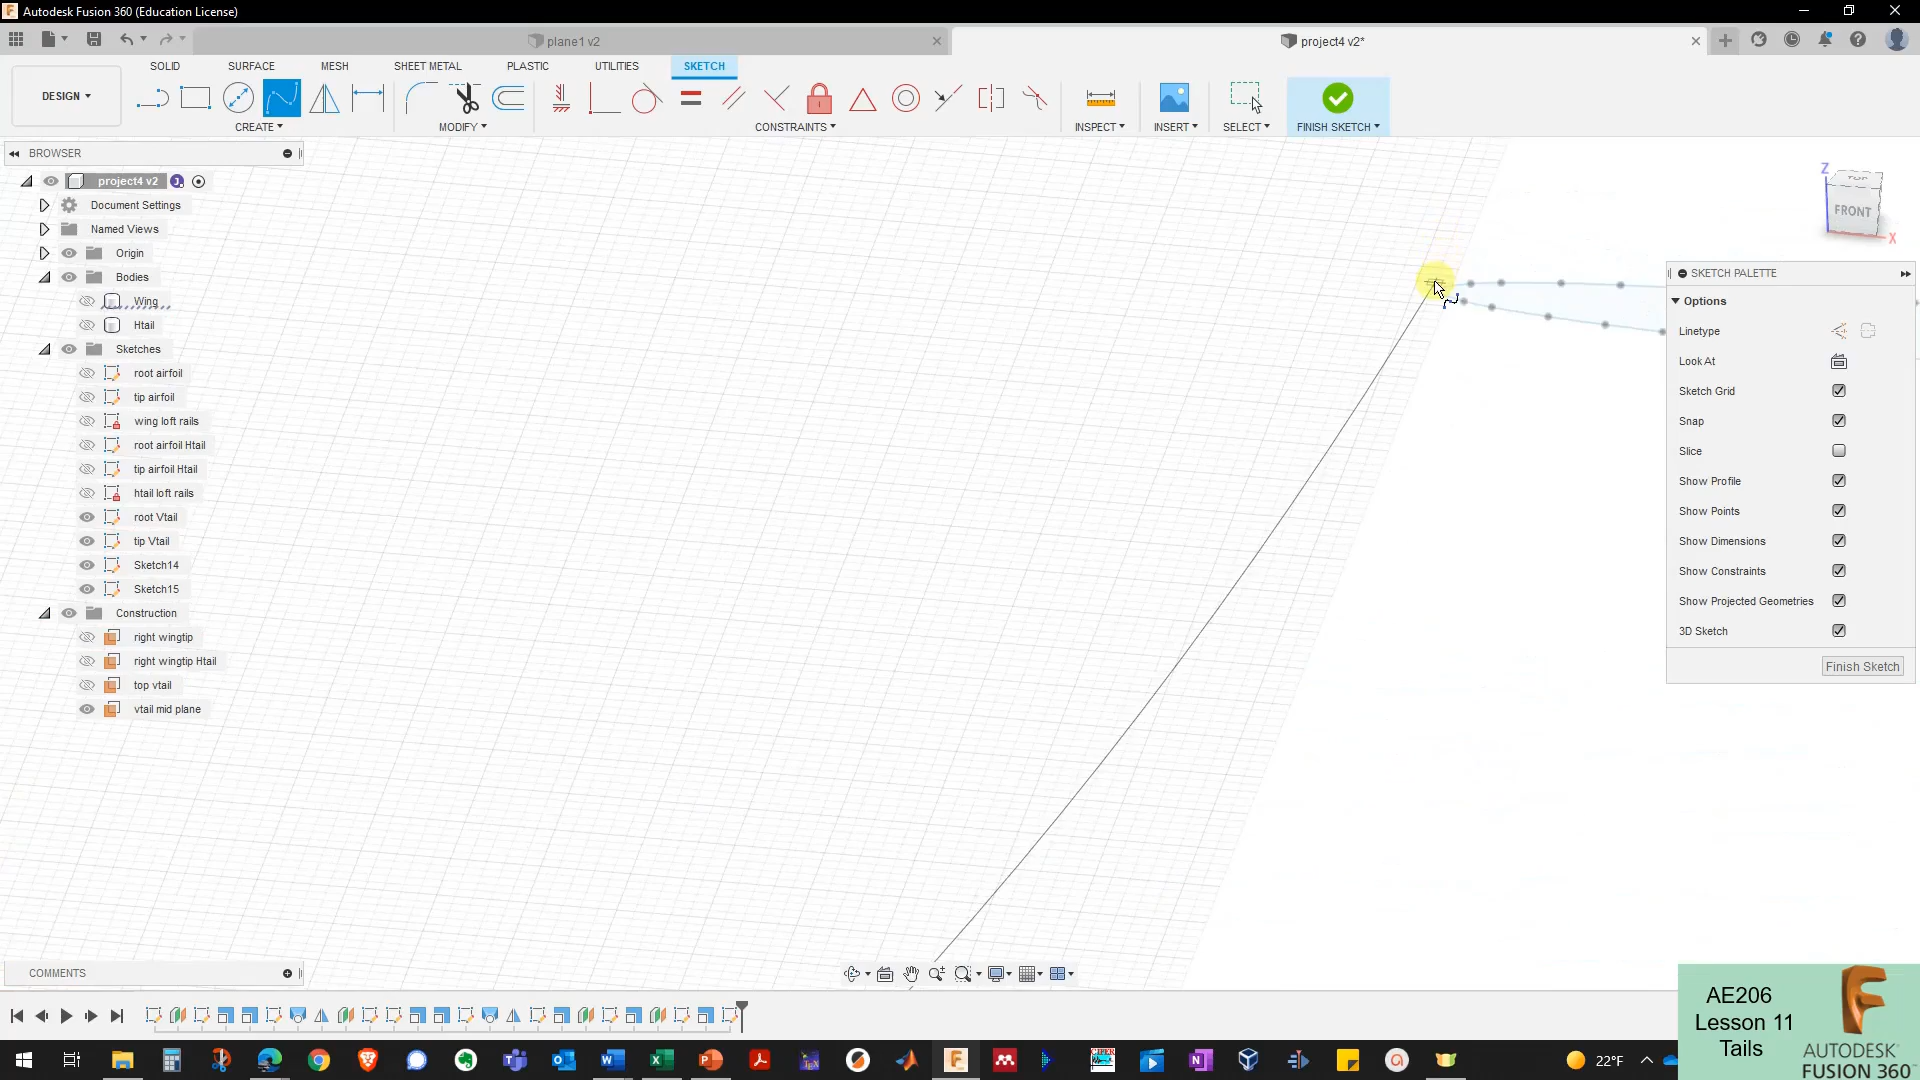 Autodesk Fusion 360 (Education License)
plane1 v2
project4 v2*
SOLID SURFACE MESH SHEET METAL PLASTIC UTILITIES SKETCH
DESIGN
CREATE MODIFY CONSTRAINTS INSPECT INSERT SELECT FINISH SKETCH
BROWSER
project4 v2
Document Settings
Named Views
Origin
Bodies
Wing
Htail
Sketches
root airfoil
tip airfoil
wing loft rails
root airfoil Htail
tip airfoil Htail
htail loft rails
root Vtail
tip Vtail
Sketch14
Sketch15
Construction
right wingtip
right wingtip Htail
top vtail
vtail mid plane
Z
TOP
FRONT
X
SKETCH PALETTE
Options
Linetype
Look At
Sketch Grid
Snap
Slice
Show Profile
Show Points
Show Dimensions
Show Constraints
Show Projected Geometries
3D Sketch
Finish Sketch
COMMENTS
AE206
Lesson 11
Tails
AUTODESK
FUSION 360
22°F